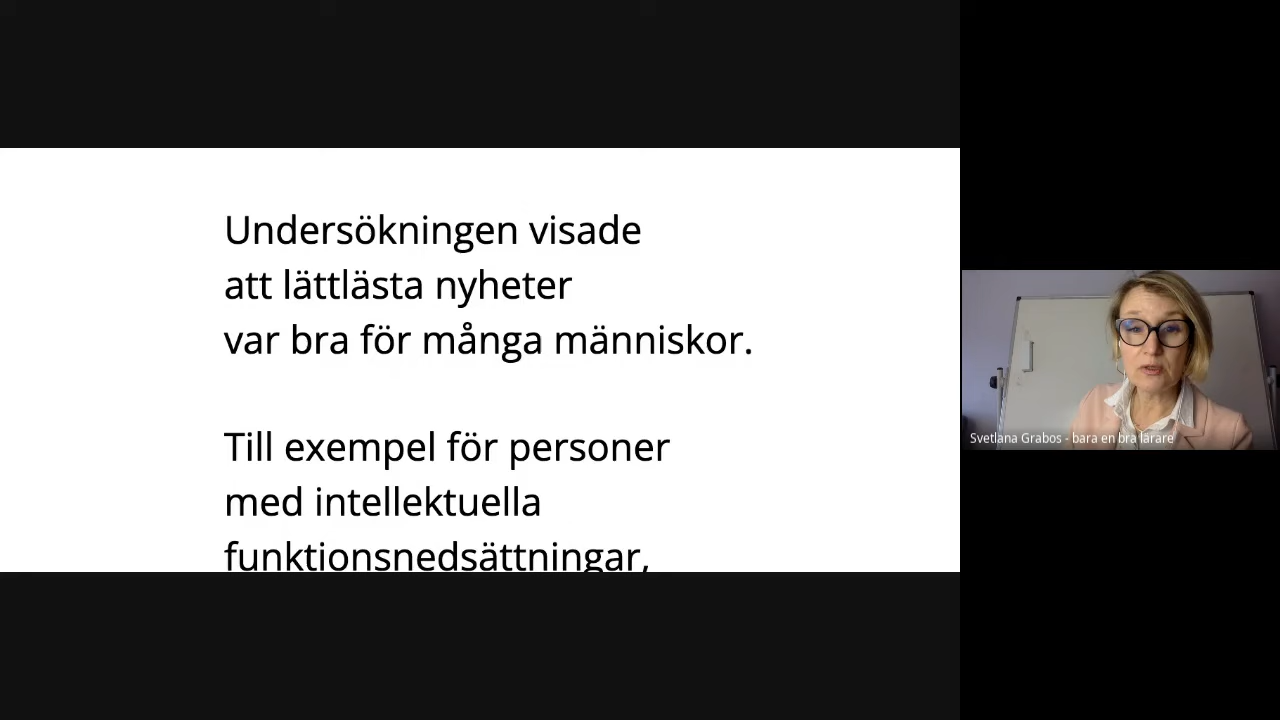 Undersökningen visade
att lättlästa nyheter
var bra för många människor.
Till exempel för personer
med intellektuella
funktionsnedsättningar,
Svetlana Grabos - bara en bra lärare